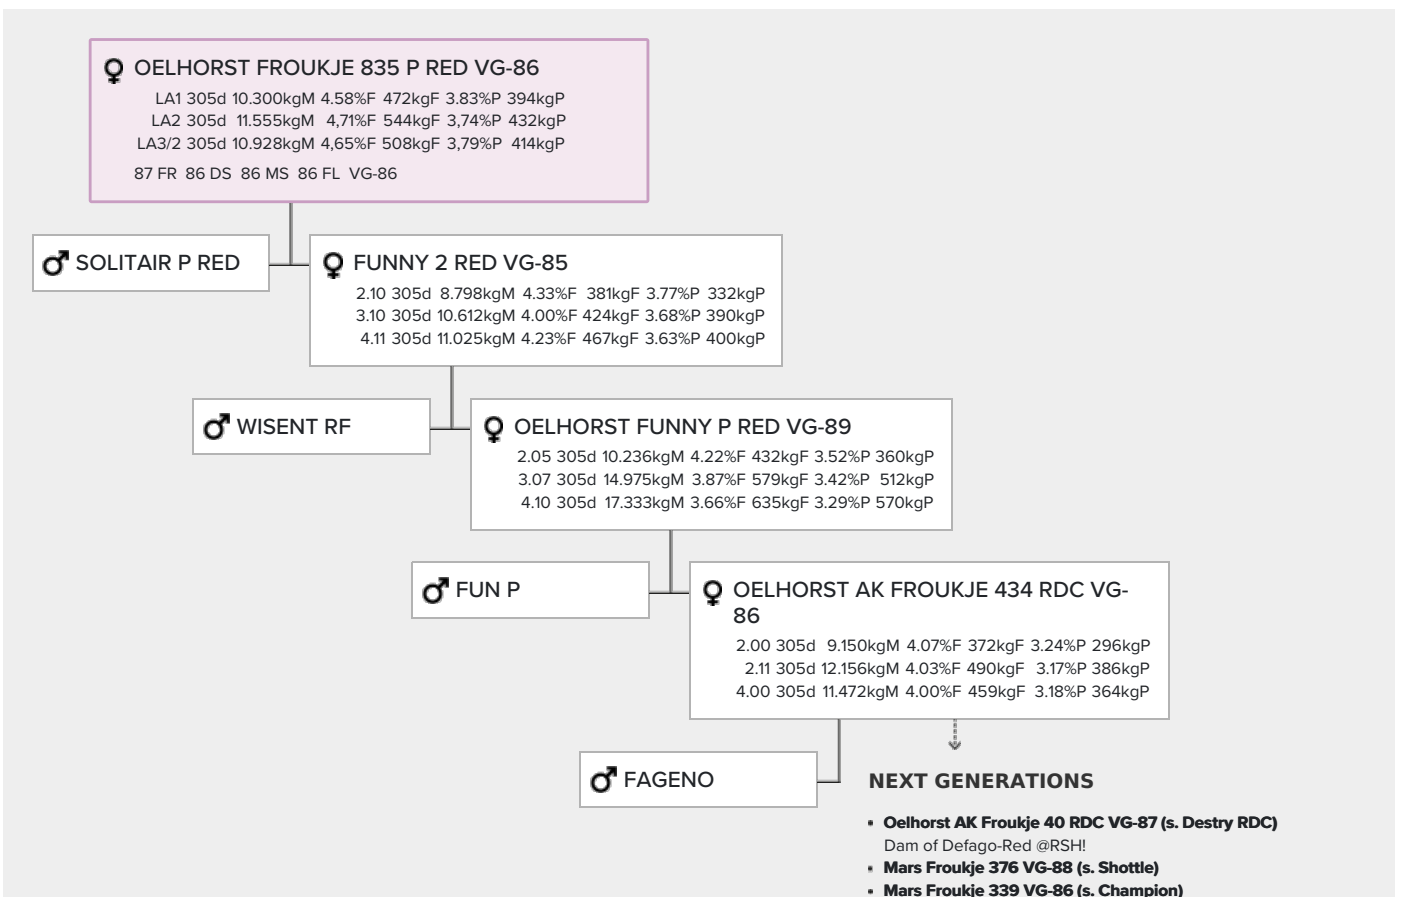 OELHORST FROUKJE 835 P RED VG-86
LA1 305d 10.300kgM 4.58%F 472kgF 3.83%P 394kgP
LA2 305d 11.555kgM 4,71%F 544kgF 3,74%P 432kgP
LA3/2 305d 10.928kgM 4,65%F 508kgF 3,79%P 414kgP
87 FR 86 DS 86 MS 86 FL VG-86
SOLITAIR P RED
FUNNY 2 RED VG-85
2.10 305d 8.798kgM 4.33%F 381kgF 3.77%P 332kgP
3.10 305d 10.612kgM 4.00%F 424kgF 3.68%P 390kgP
4.11 305d 11.025kgM 4.23%F 467kgF 3.63%P 400kgP
WISENT RF
OELHORST FUNNY P RED VG-89
2.05 305d 10.236kgM 4.22%F 432kgF 3.52%P 360kgP
3.07 305d 14.975kgM 3.87%F 579kgF 3.42%P 512kgP
4.10 305d 17.333kgM 3.66%F 635kgF 3.29%P 570kgP
FUN P
OELHORST AK FROUKJE 434 RDC VG-
86
2.00 305d 9.150kgM 4.07%F 372kgF 3.24%P 296kgP
2.11 305d 12.156kgM 4.03%F 490kgF 3.17%P 386kgP
4.00 305d 11.472kgM 4.00%F 459kgF 3.18%P 364kgP
FAGENO
NEXT GENERATIONS
• Oelhorst AK Froukje 40 RDC VG-87 (s. Destry RDC)
Dam of Defago-Red @RSH!
• Mars Froukje 376 VG-88 (s. Shottle)
• Mars Froukje 339 VG-86 (s. Champion)